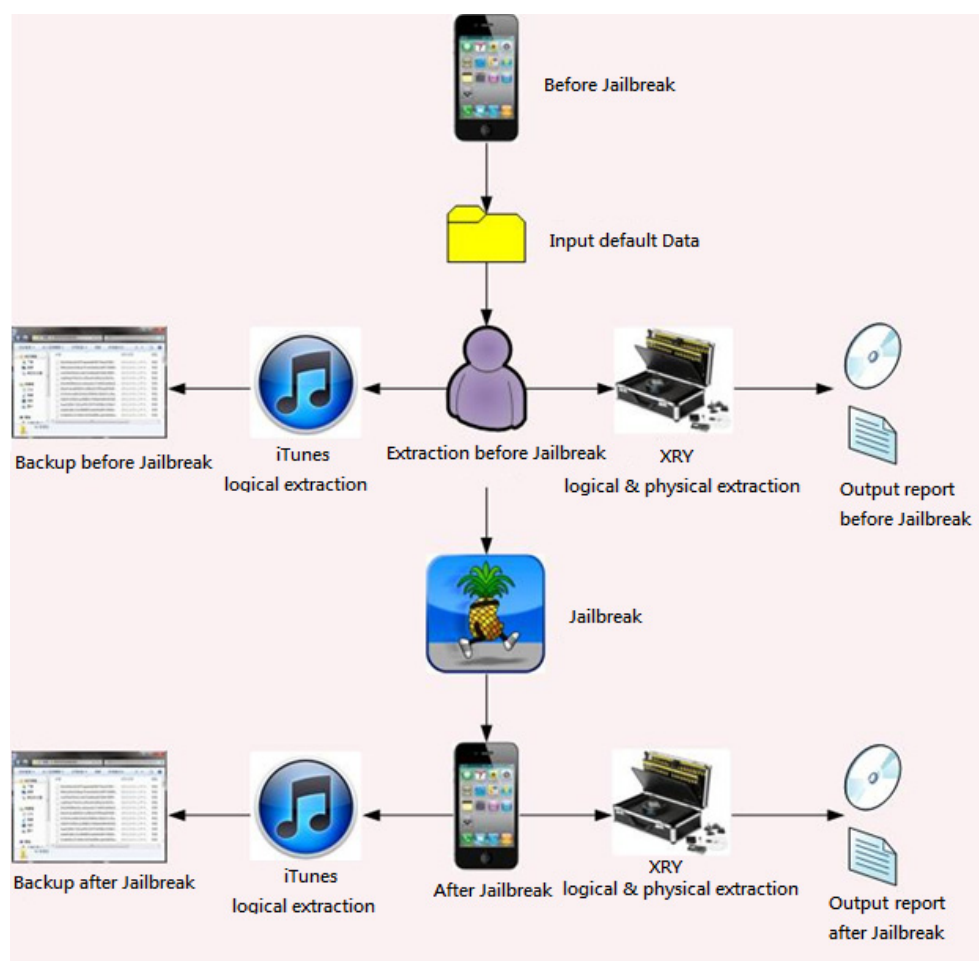 Before Jailbreak
Input default Data
Backup before Jailbreak
iTunes
logical extraction
Extraction before Jailbreak
XRY
logical & physical extraction
Output report
before Jailbreak
Jailbreak
Backup after Jailbreak
iTunes
logical extraction
After Jailbreak
XRY
logical & physical extraction
Output report
after Jailbreak